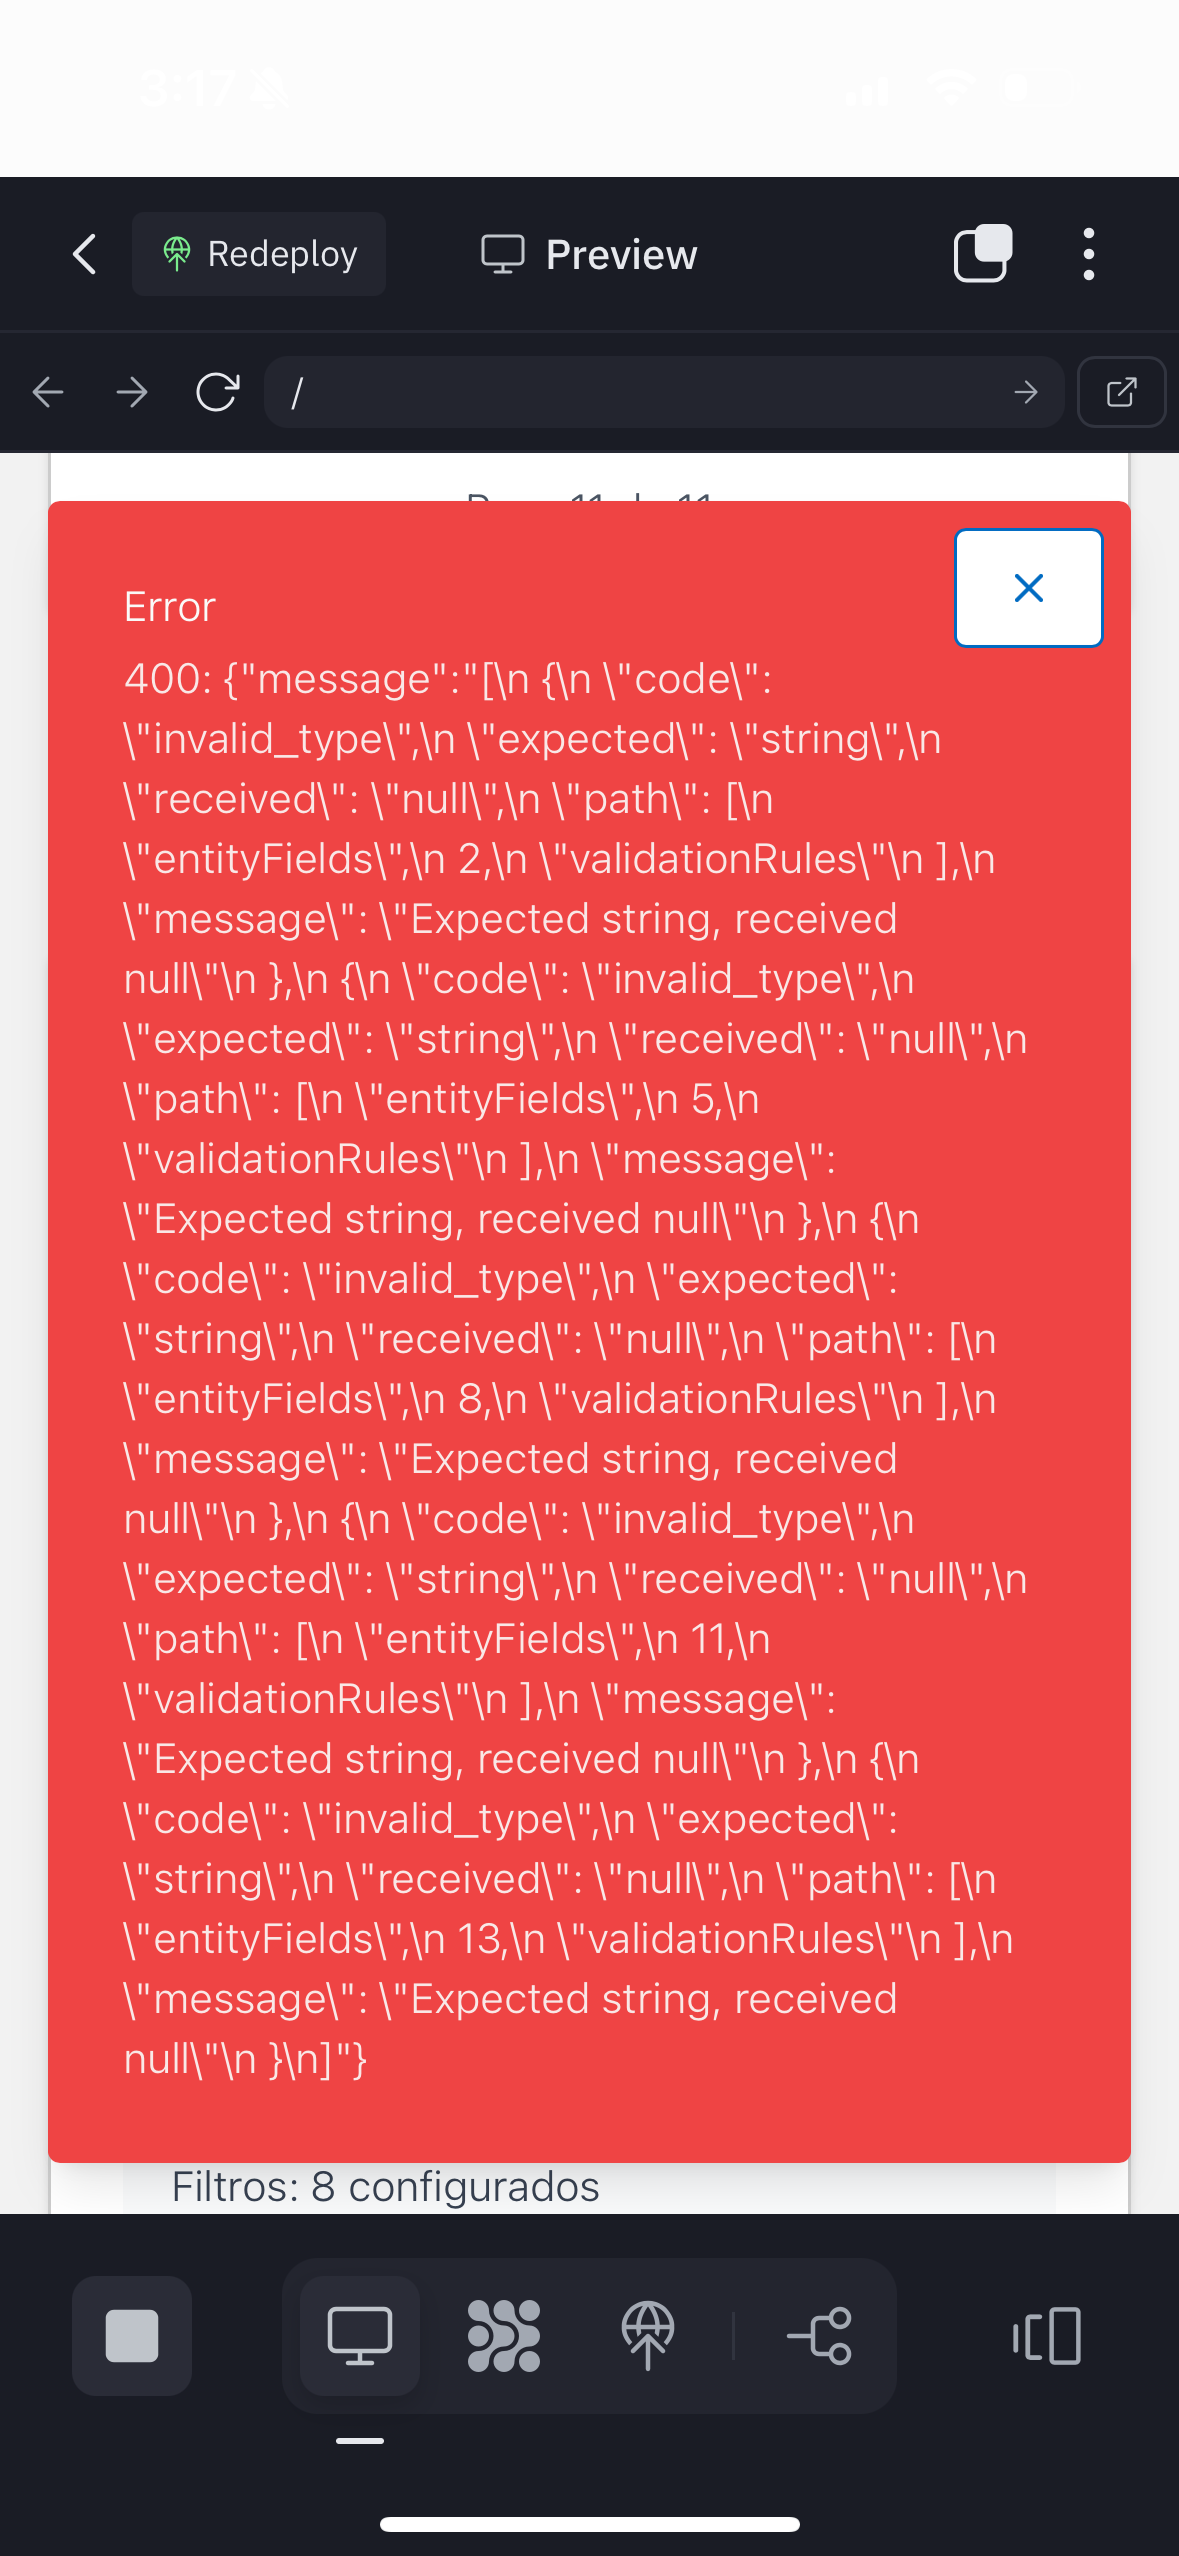 3:17
Redeploy
Preview
/
Error
400: {"message":"[\n {\n \"code\":
\"invalid_type\",\n \"expected\": \"string\",\n
\"received\": \"null\",\n \"path\": [\n
\"entityFields\",\n 2,\n \"validationRules\"\n ],\n
\"message\": \"Expected string, received
null\"\n },\n {\n \"code\": \"invalid_type\",\n
\"expected\": \"string\",\n \"received\": \"null\",\n
\"path\": [\n \"entityFields\",\n 5,\n
\"validationRules\"\n ],\n \"message\":
\"Expected string, received null\"\n },\n {\n
\"code\": \"invalid_type\",\n \"expected\":
\"string\",\n \"received\": \"null\",\n \"path\": [\n
\"entityFields\",\n 8,\n \"validationRules\"\n ],\n
\"message\": \"Expected string, received
null\"\n },\n {\n \"code\": \"invalid_type\",\n
\"expected\": \"string\",\n \"received\": \"null\",\n
\"path\": [\n \"entityFields\",\n 11,\n
\"validationRules\"\n ],\n \"message\":
\"Expected string, received null\"\n },\n {\n
\"code\": \"invalid_type\",\n \"expected\":
\"string\",\n \"received\": \"null\",\n \"path\": [\n
\"entityFields\",\n 13,\n \"validationRules\"\n ],\n
\"message\": \"Expected string, received
null\"\n }\n]"}
Filtros: 8 configurados